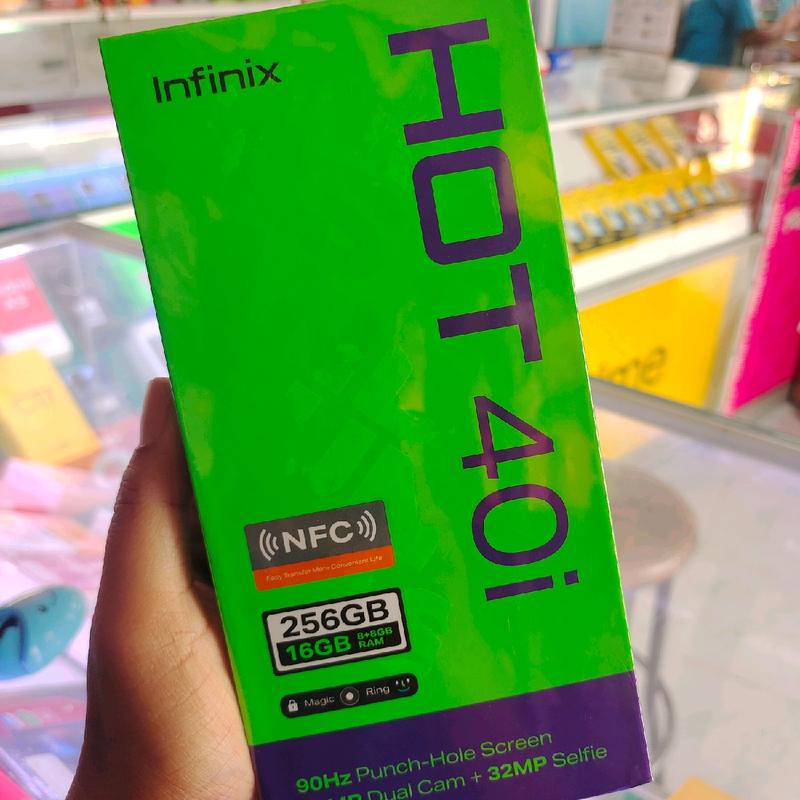 Infinix
HOT 40i
NFC
Easy Transfer More Convenient Life
256GB
16GB 8+8GB
RAM
Magic Ring
90Hz Punch-Hole Screen
Dual Cam + 32MP Selfie